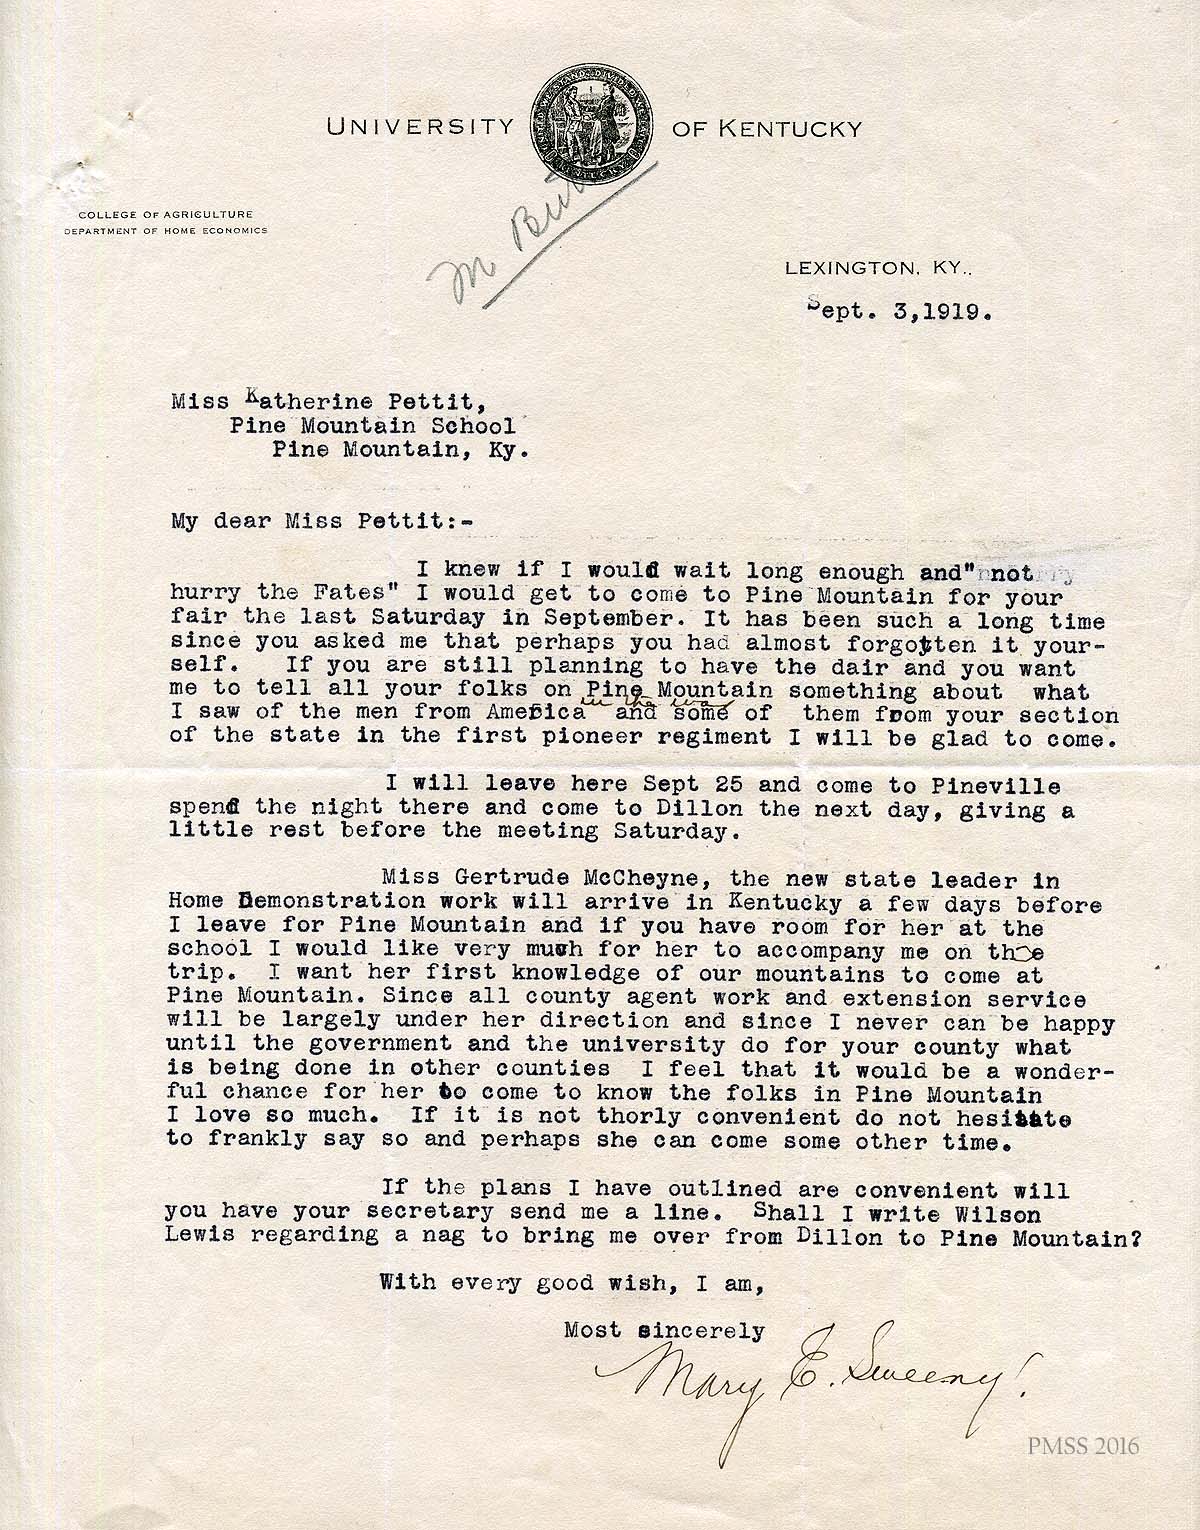 UNIVERSITY OF KENTUCKY
COLLEGE OF AGRICULTURE
DEPARTMENT OF HOME ECONOMICS
M
LEXINGTON, KY.,
Sept. 3,1919.
Miss Katherine Pettit,
Pine Mountain School
Pine Mountain, Ky.
My dear Miss Pettit:-
I knew if I would wait long enough and" not
hurry the Fates" I would get to come to Pine Mountain for your
fair the last Saturday in September. It has been such a long time
since you asked me that perhaps you had almost forgotten it your-
self. If you are still planning to have the dair and you want
me to tell all your folks on Pine Mountain something about what
I saw of the men from America in the war and some of them from your section
of the state in the first pioneer regiment I will be glad to come.
I will leave here Sept 25 and come to Pineville
spend the night there and come to Dillon the next day, giving a
little rest before the meeting Saturday.
Miss Gertrude McCheyne, the new state leader in
Home Demonstration work will arrive in Kentucky a few days before
I leave for Pine Mountain and if you have room for her at the
school I would like very much for her to accompany me on the
trip. I want her first knowledge of our mountains to come at
Pine Mountain. Since all county agent work and extension service
will be largely under her direction and since I never can be happy
until the government and the university do for your county what
is being done in other counties I feel that it would be a wonder-
ful chance for her to come to know the folks in Pine Mountain
I love so much. If it is not thorly convenient do not hesitate
to frankly say so and perhaps she can come some other time.
If the plans I have outlined are convenient will
you have your secretary send me a line. Shall I write Wilson
Lewis regarding a nag to bring me over from Dillon to Pine Mountain?
With every good wish, I am,
Most sincerely
Mary E. Sweeny.
PMSS 2016